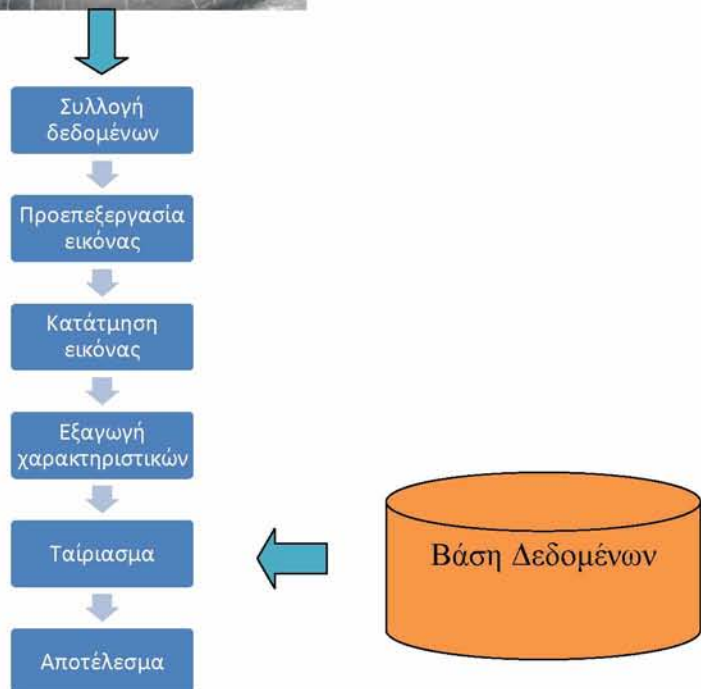 Συλλογή
δεδομένων
Προεπεξεργασία
εικόνας
Κατάτμηση
εικόνας
Εξαγωγή
χαρακτηριστικών
Ταίριασμα
Βάση Δεδομένων
Αποτέλεσμα